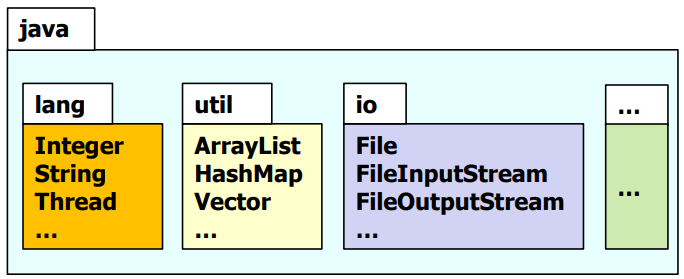 java
lang
Integer
String
Thread
...
util
ArrayList
HashMap
Vector
...
io
File
FileInputStream
FileOutputStream
...
...
...